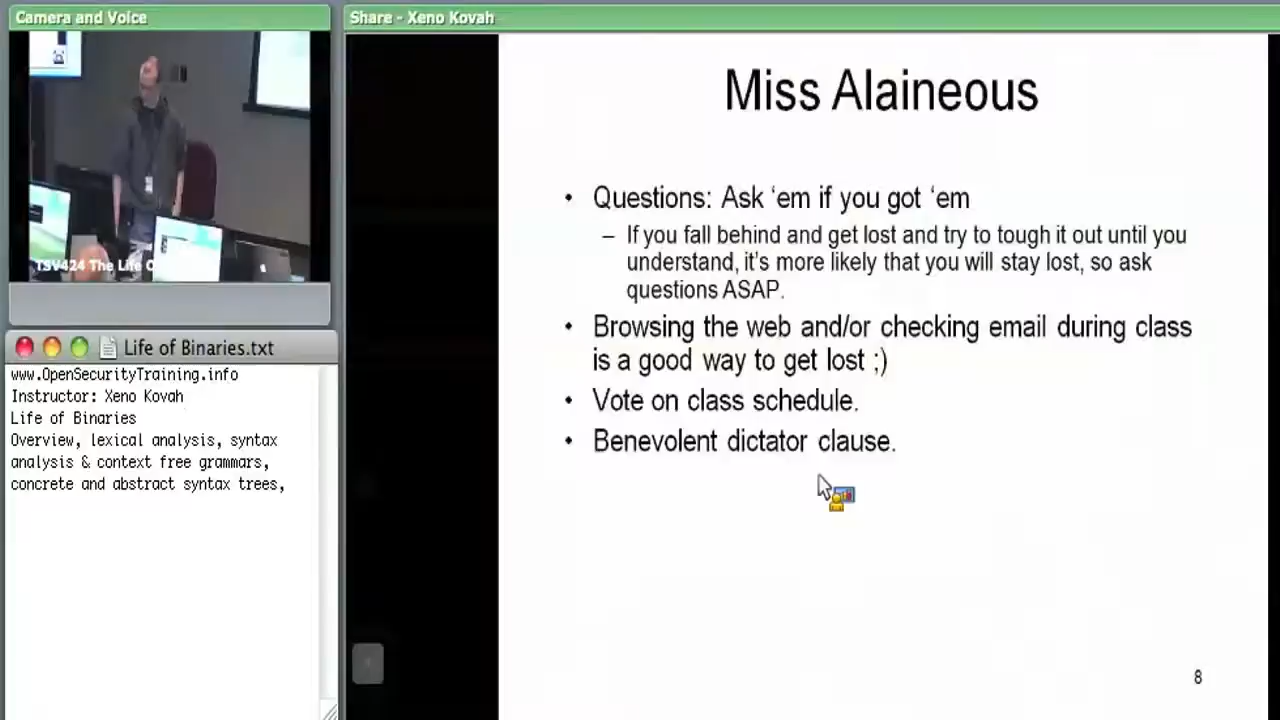 Camera and Voice
TSV424 The Life O
Life of Binaries.txt
www.OpenSecurityTraining.info
Instructor: Xeno Kovah
Life of Binaries
Overview, lexical analysis, syntax
analysis & context free grammars,
concrete and abstract syntax trees,
Share - Xeno Kovah
Miss Alaineous
• Questions: Ask ‘em if you got ‘em
– If you fall behind and get lost and try to tough it out until you
understand, it’s more likely that you will stay lost, so ask
questions ASAP.
• Browsing the web and/or checking email during class
is a good way to get lost ;)
• Vote on class schedule.
• Benevolent dictator clause.
8